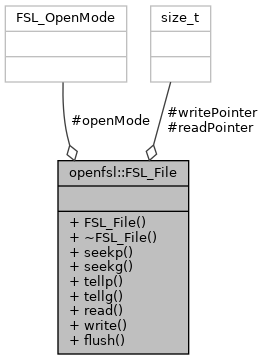 FSL_OpenMode
size_t
#openMode
#writePointer
#readPointer
openfsl::FSL_File
+ FSL_File()
+ ~FSL_File()
+ seekp()
+ seekg()
+ tellp()
+ tellg()
+ read()
+ write()
+ flush()